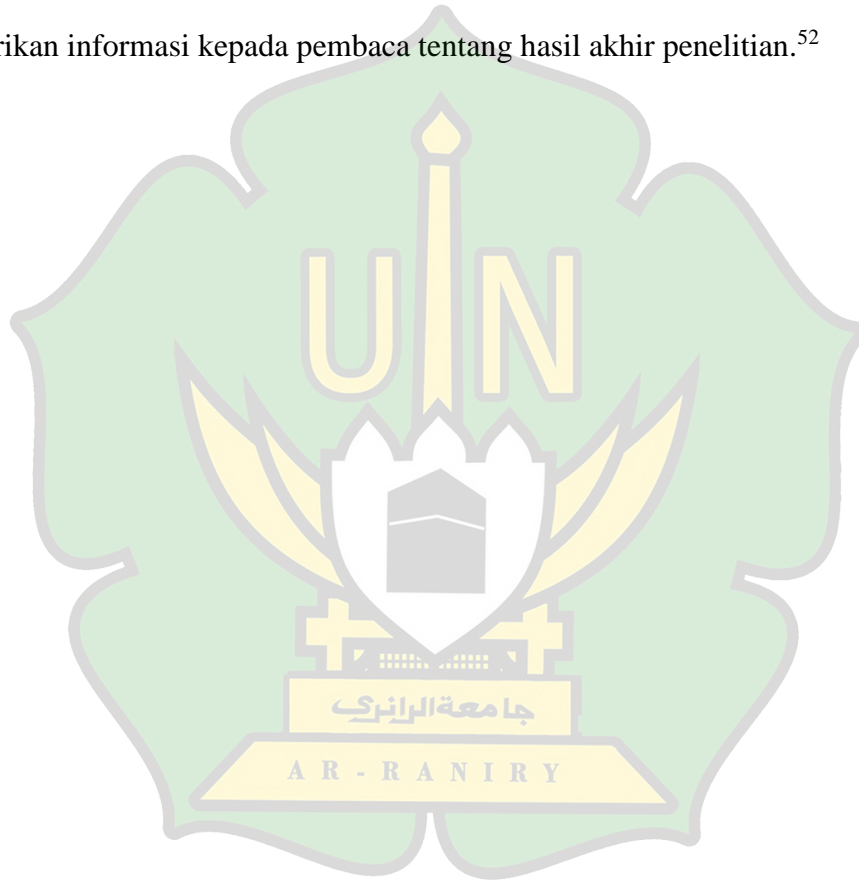 rikan informasi kepada pembaca tentang hasil akhir penelitian.52
UIN
جامعة الرانري
AR-RANIRY